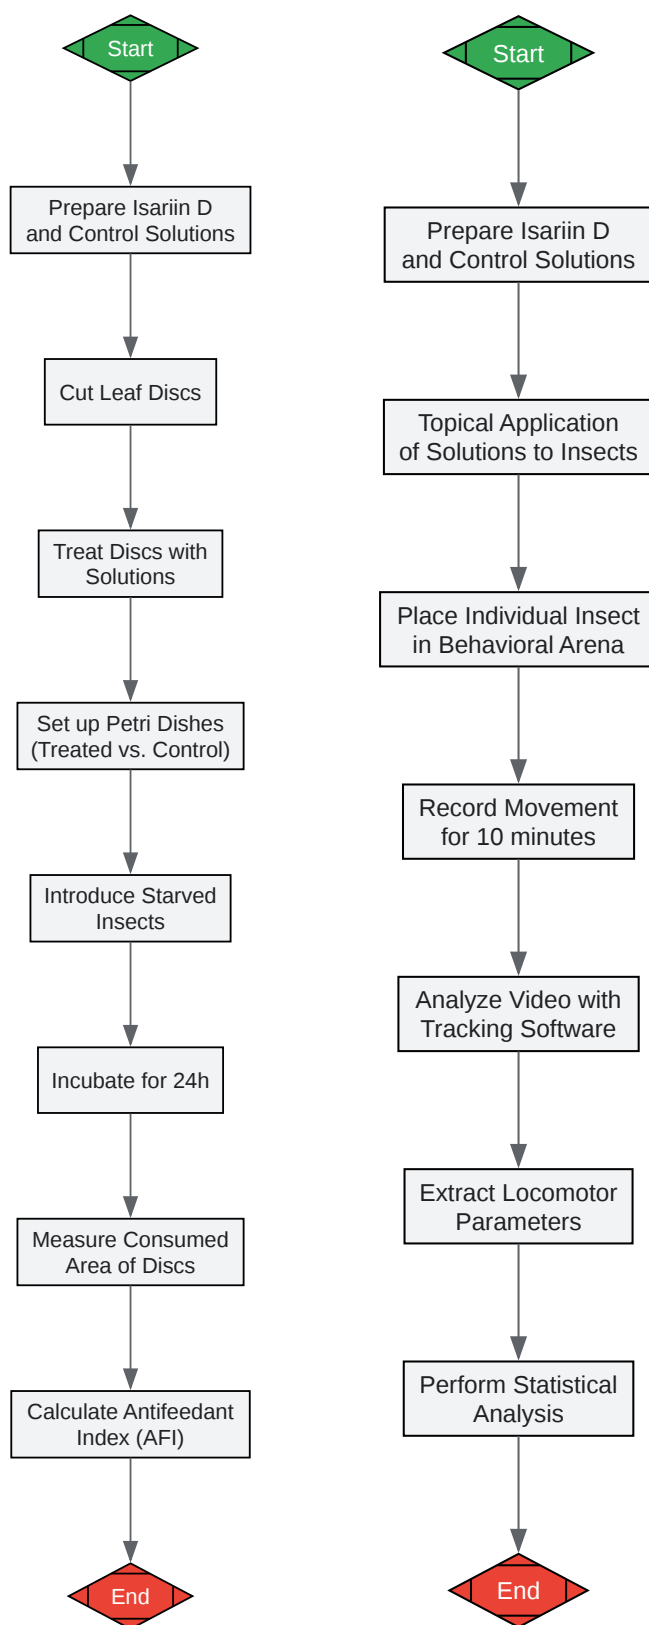 Start
Prepare Isariin D
and Control Solutions
Cut Leaf Discs
Treat Discs with
Solutions
Set up Petri Dishes
(Treated vs. Control)
Introduce Starved
Insects
Incubate for 24h
Measure Consumed
Area of Discs
Calculate Antifeedant
Index (AFI)
End
Start
Prepare Isariin D
and Control Solutions
Topical Application
of Solutions to Insects
Place Individual Insect
in Behavioral Arena
Record Movement
for 10 minutes
Analyze Video with
Tracking Software
Extract Locomotor
Parameters
Perform Statistical
Analysis
End